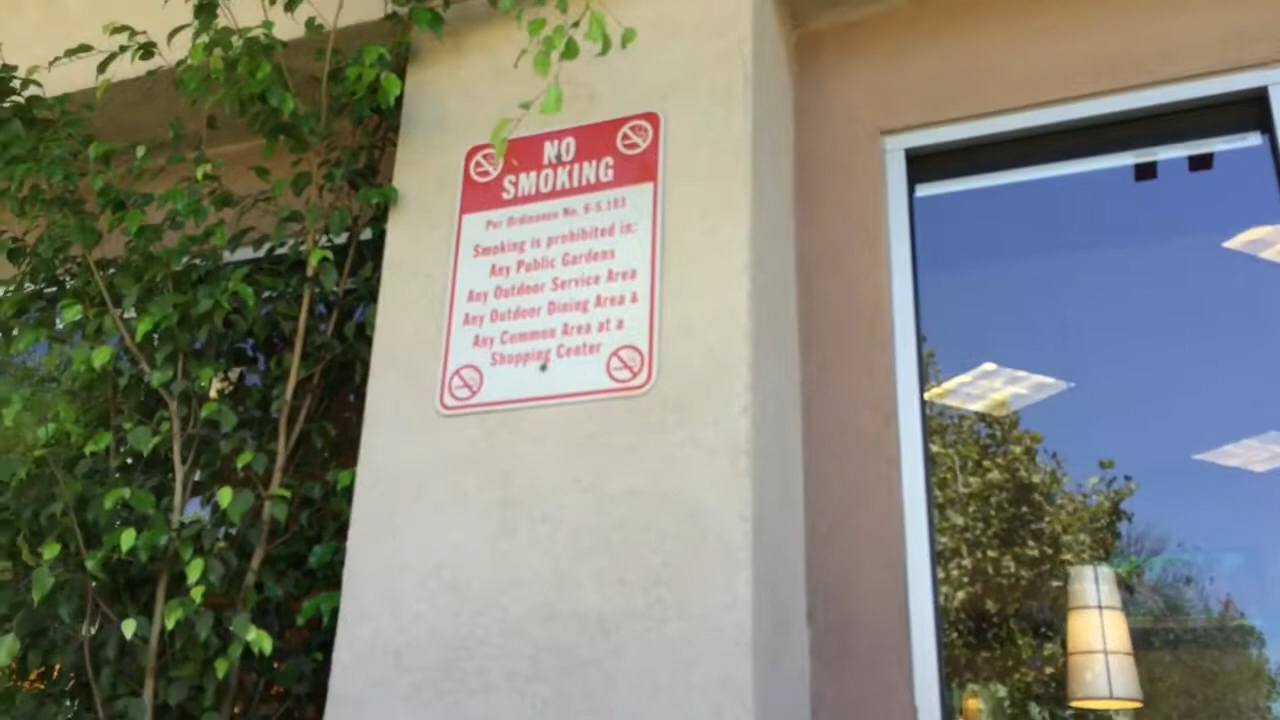 NO
SMOKING
Per Ordinance No. 6-5.103
Smoking is prohibited in:
Any Public Gardens
Any Outdoor Service Area
Any Outdoor Dining Area &
Any Common Area at a
Shopping Center